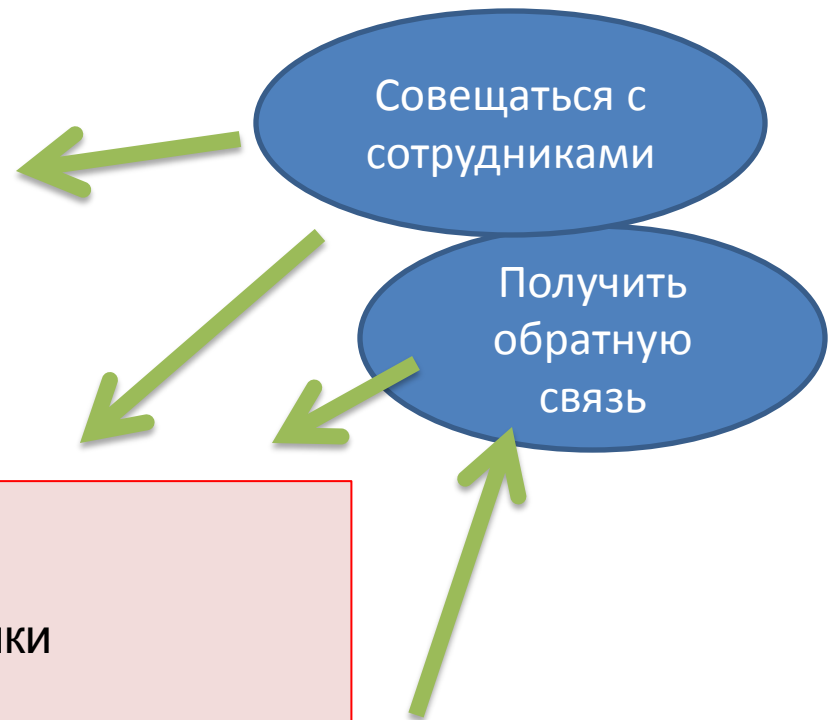 Совещаться с
сотрудниками
Получить
обратную
связь